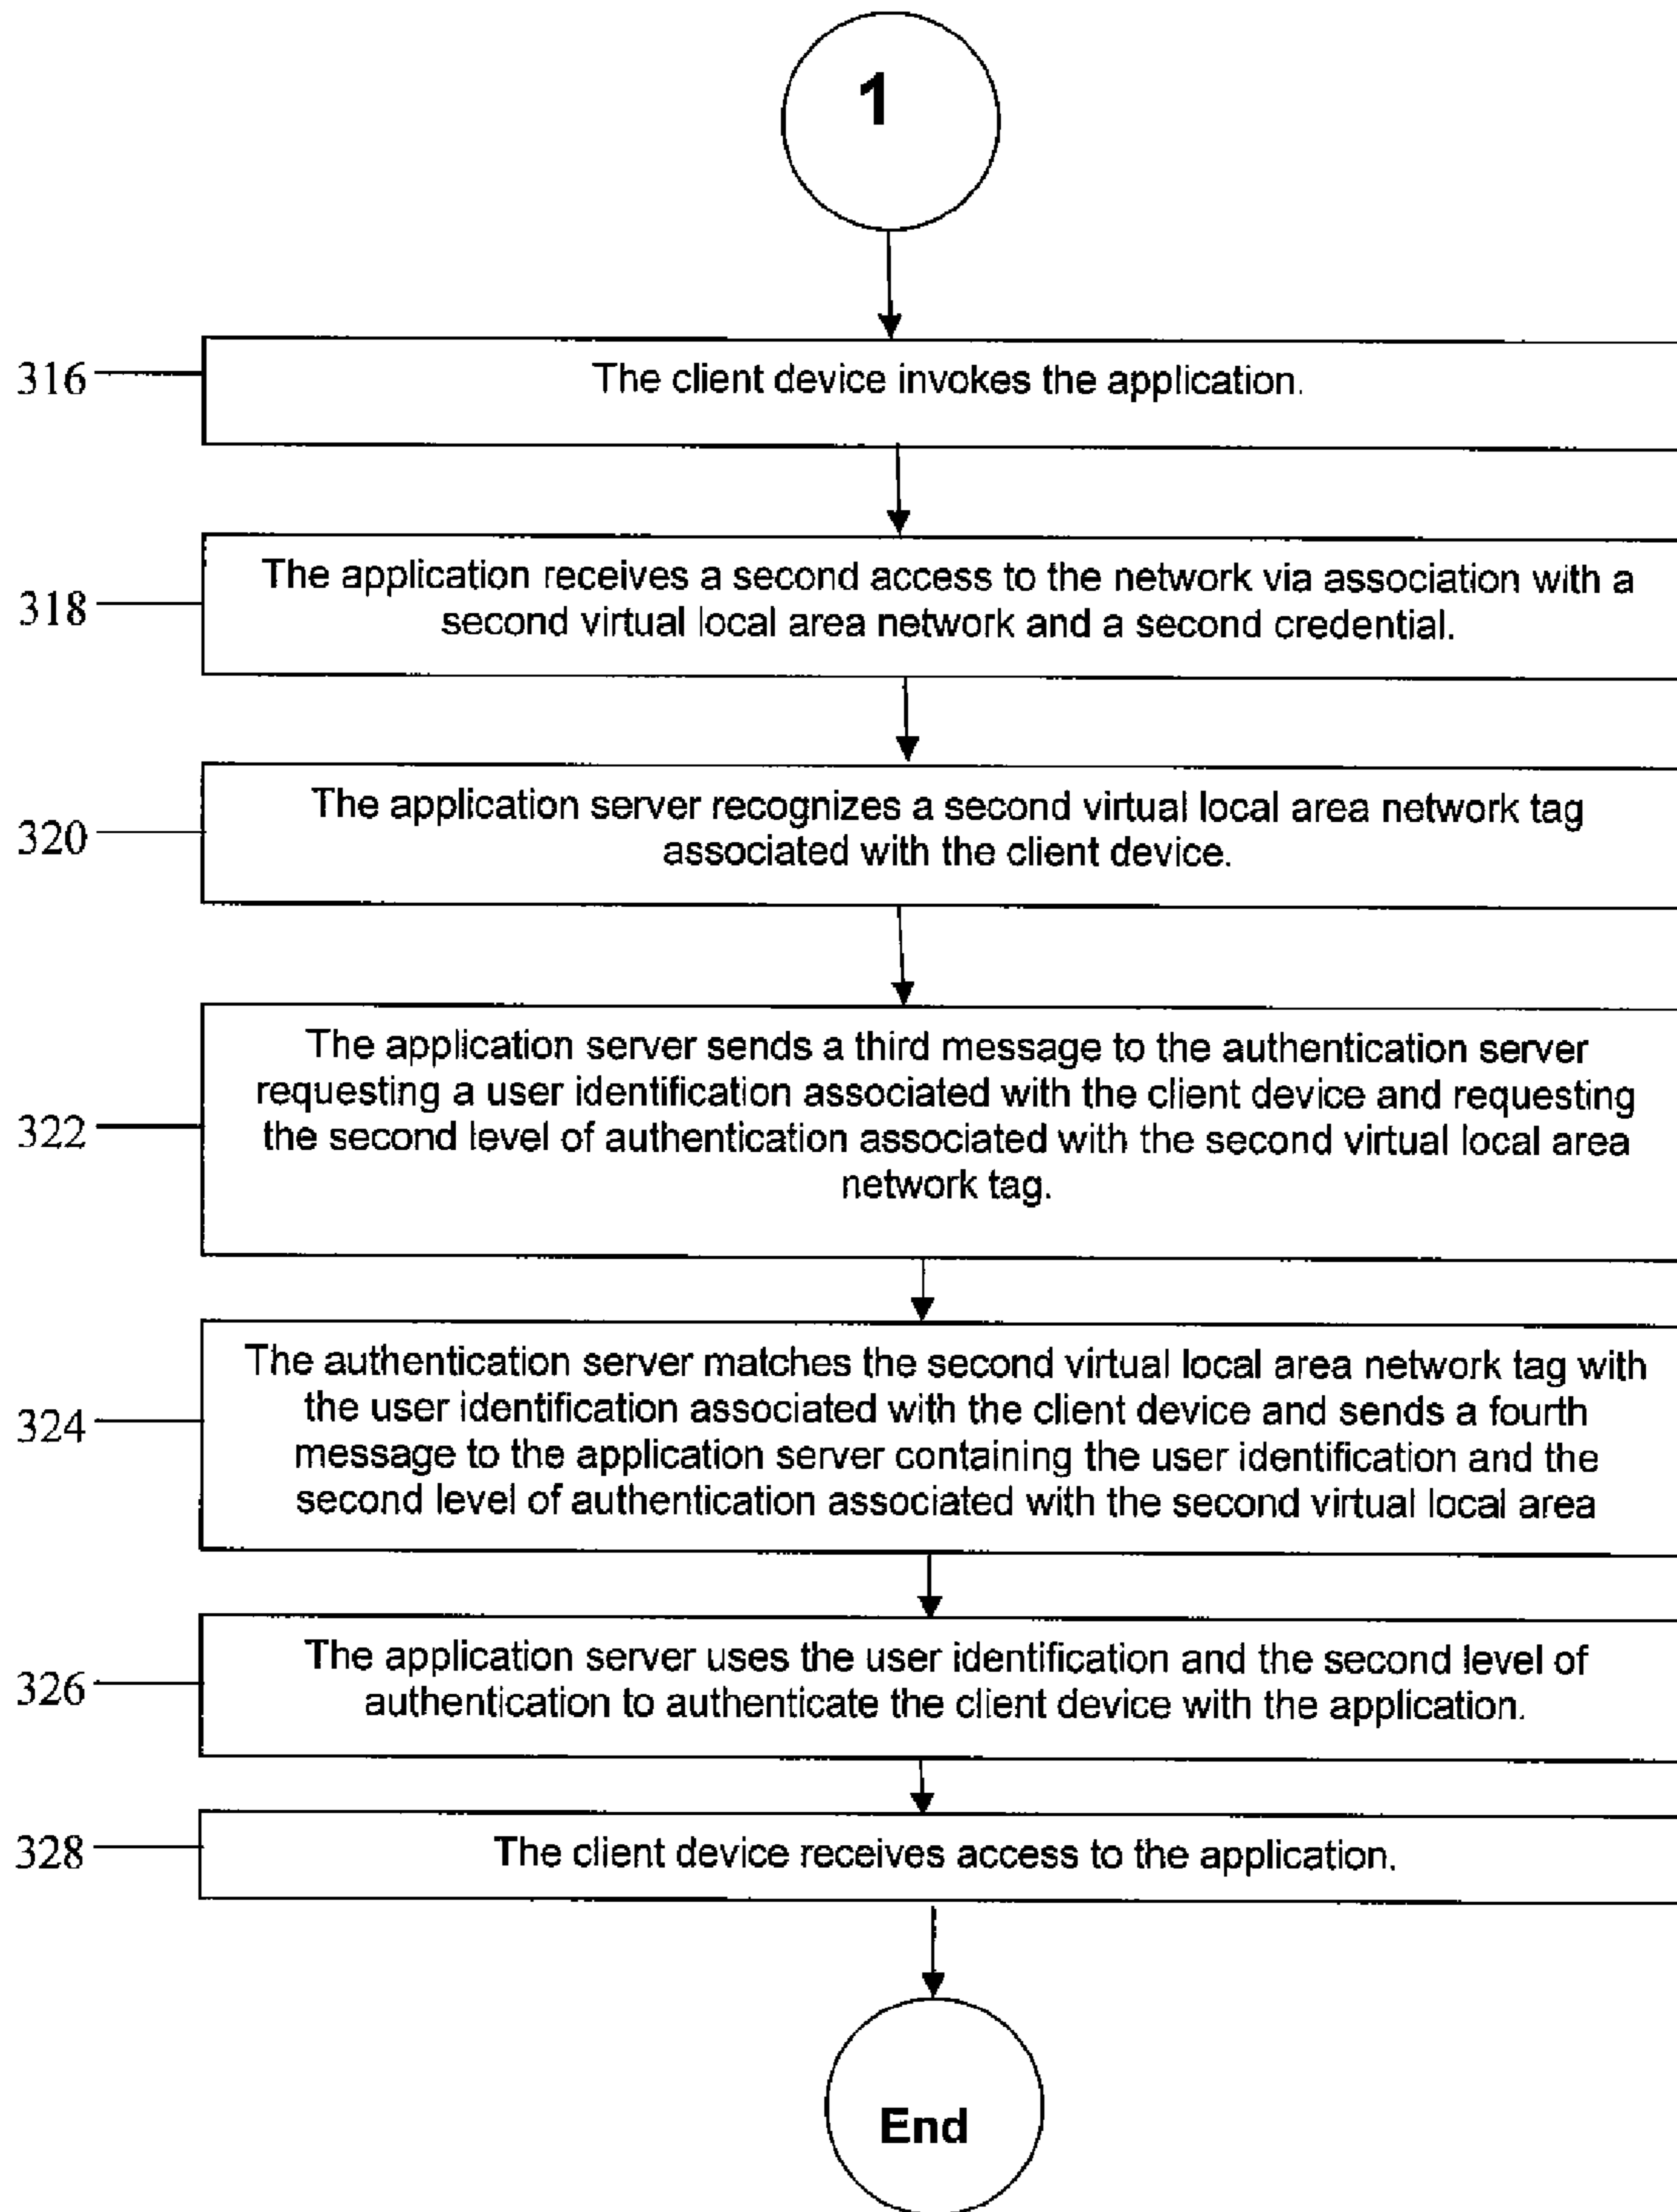 1
316
The client device invokes the application.
318
The application receives a second access to the network via association with a
second virtual local area network and a second credential.
320
The application server recognizes a second virtual local area network tag
associated with the client device.
322
The application server sends a third message to the authentication server
requesting a user identification associated with the client device and requesting
the second level of authentication associated with the second virtual local area
network tag.
324
The authentication server matches the second virtual local area network tag with
the user identification associated with the client device and sends a fourth
message to the application server containing the user identification and the
second level of authentication associated with the second virtual local area
326
The application server uses the user identification and the second level of
authentication to authenticate the client device with the application.
328
The client device receives access to the application.
End